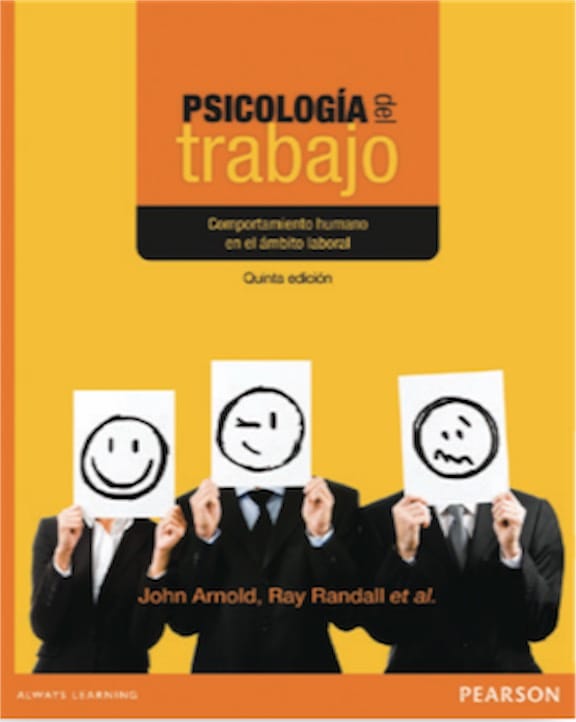 PSICOLOGÍA del
trabajo
Comportamiento humano
en el ámbito laboral
Quinta edición
John Arnold, Ray Randall et al.
ALWAYS LEARNING
PEARSON